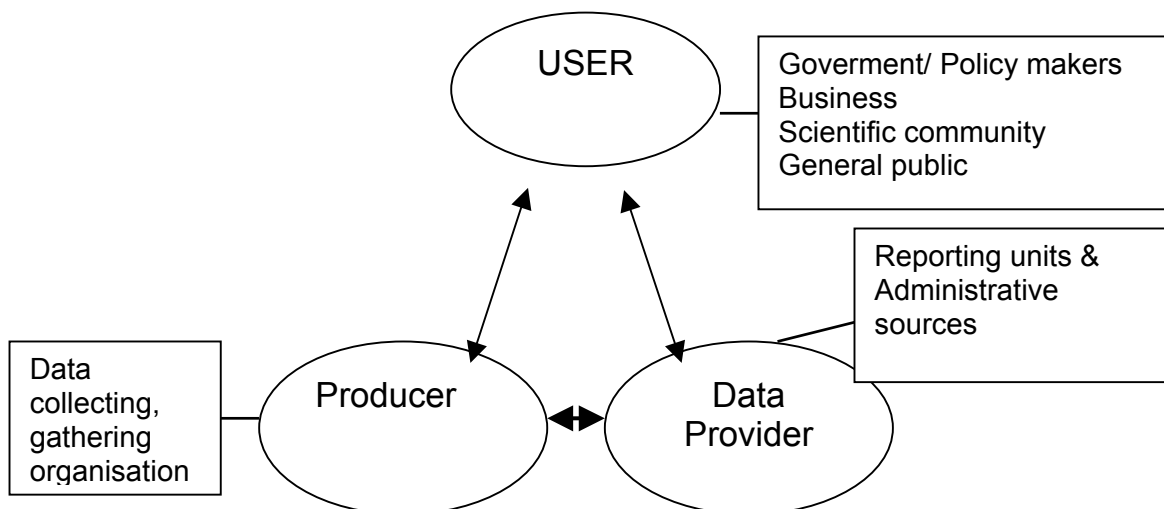 USER
Goverment/ Policy makers
Business
Scientific community
General public
Reporting units &
Administrative
sources
Data
collecting,
gathering
organisation
Producer
Data
Provider